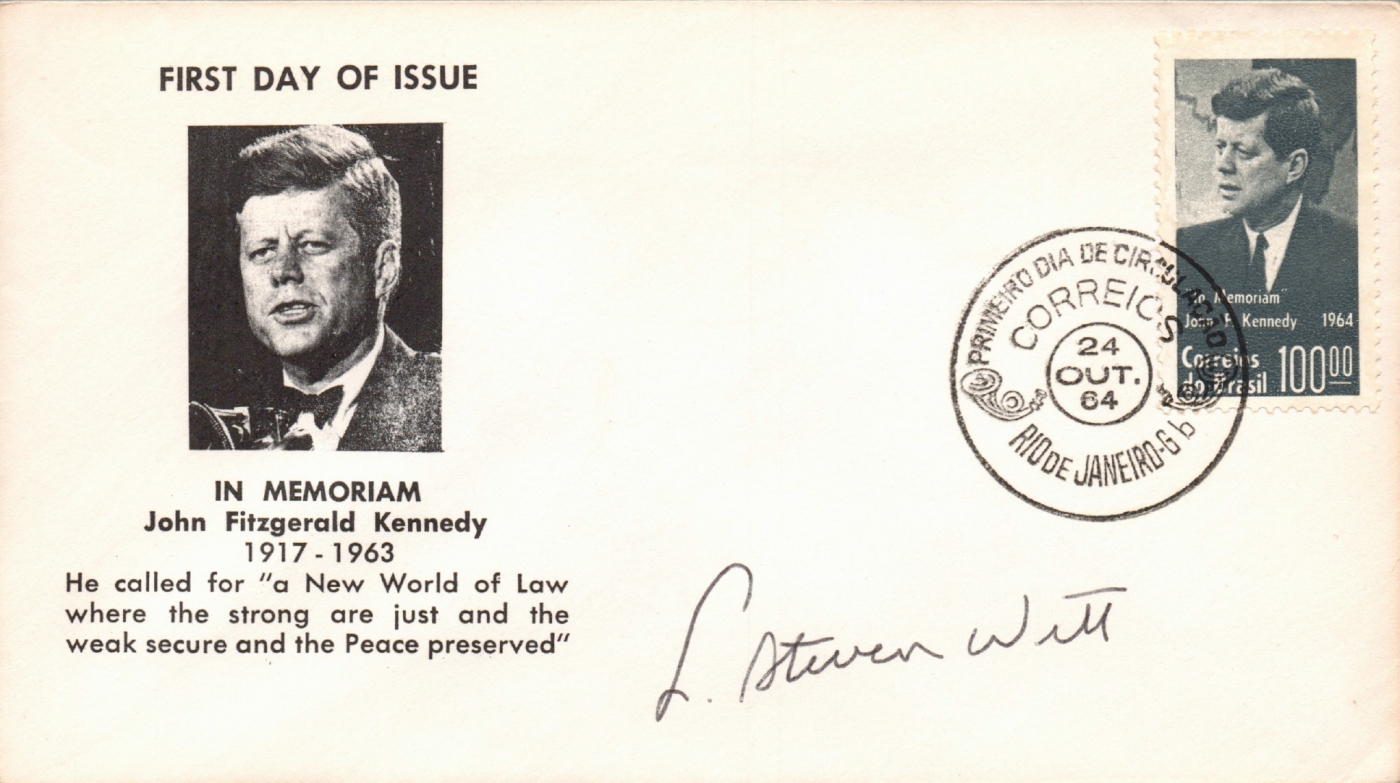 FIRST DAY OF ISSUE
IN MEMORIAM
John Fitzgerald Kennedy
1917 - 1963
He called for "a New World of Law
where the strong are just and the
weak secure and the Peace preserved"
"In Memoriam"
John F. Kennedy 1964
Correios
do Brasil 10000
PRIMEIRO DIA DE CIRCULAÇÃO
CORREIOS
24
OUT.
64
RIO DE JANEIRO-Gb
L. Steven Witt